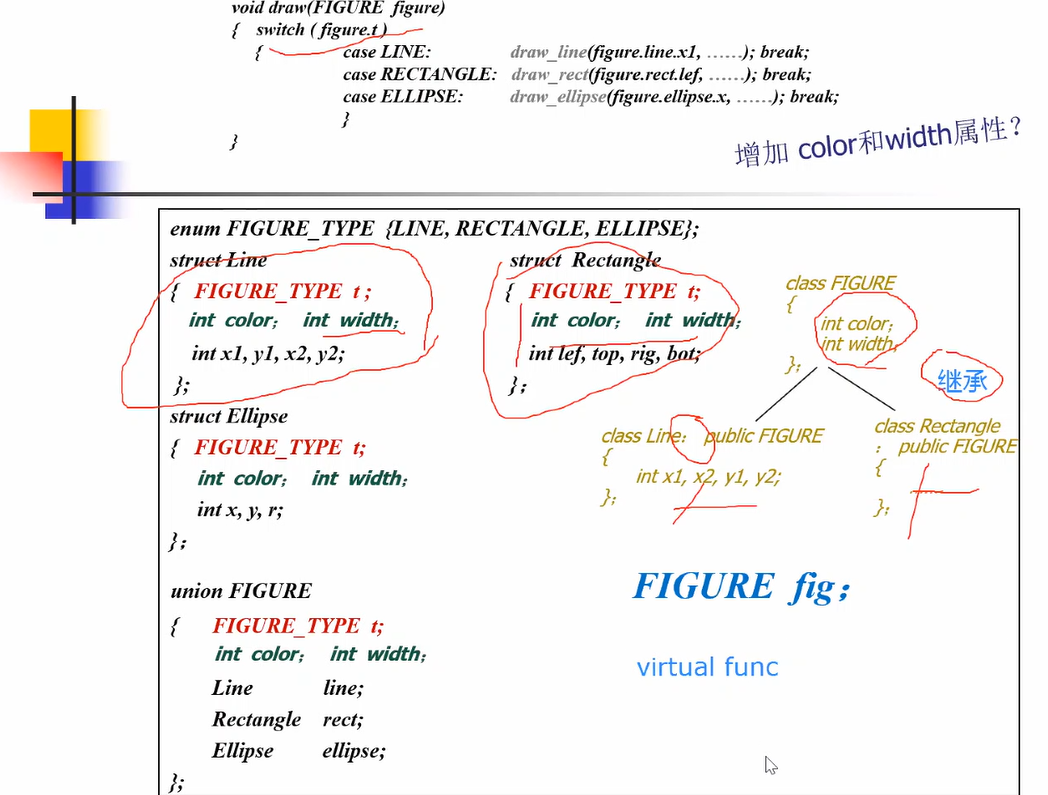 void draw(FIGURE figure)
{ switch ( figure.t )
{ case LINE: draw_line(figure.line.x1, ……); break;
case RECTANGLE: draw_rect(figure.rect.lef, ……); break;
case ELLIPSE: draw_ellipse(figure.ellipse.x, ……); break;
}
}
增加 color和width属性？
enum FIGURE_TYPE {LINE, RECTANGLE, ELLIPSE};
struct Line
{ FIGURE_TYPE t ;
int color； int width；
int x1, y1, x2, y2;
};
struct Rectangle
{ FIGURE_TYPE t;
int color； int width；
int lef, top, rig, bot;
}；
struct Ellipse
{ FIGURE_TYPE t;
int color； int width；
int x, y, r;
}；
union FIGURE
{ FIGURE_TYPE t;
int color； int width；
Line line;
Rectangle rect;
Ellipse ellipse;
};
class FIGURE
{
int color；
int width；
}；
继承
class Line： public FIGURE
{
int x1, x2, y1, y2;
}；
class Rectangle
： public FIGURE
{
……
}；
FIGURE fig；
virtual func